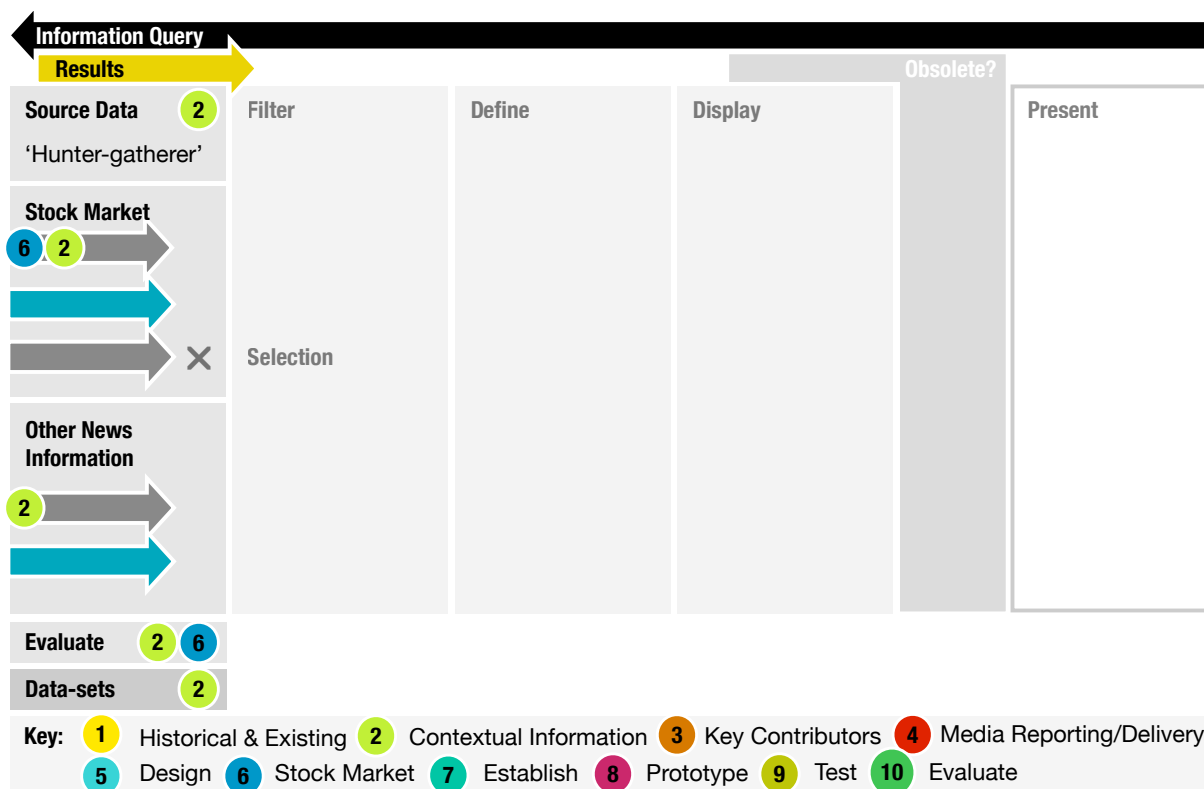 Information Query
Results
Obsolete?
Source Data 2
'Hunter-gatherer'
Filter
Define
Display
Present
Stock Market
6 2
Selection
Other News
Information
2
Evaluate 2 6
Data-sets 2
Key: 1 Historical & Existing 2 Contextual Information 3 Key Contributors 4 Media Reporting/Delivery
5 Design 6 Stock Market 7 Establish 8 Prototype 9 Test 10 Evaluate